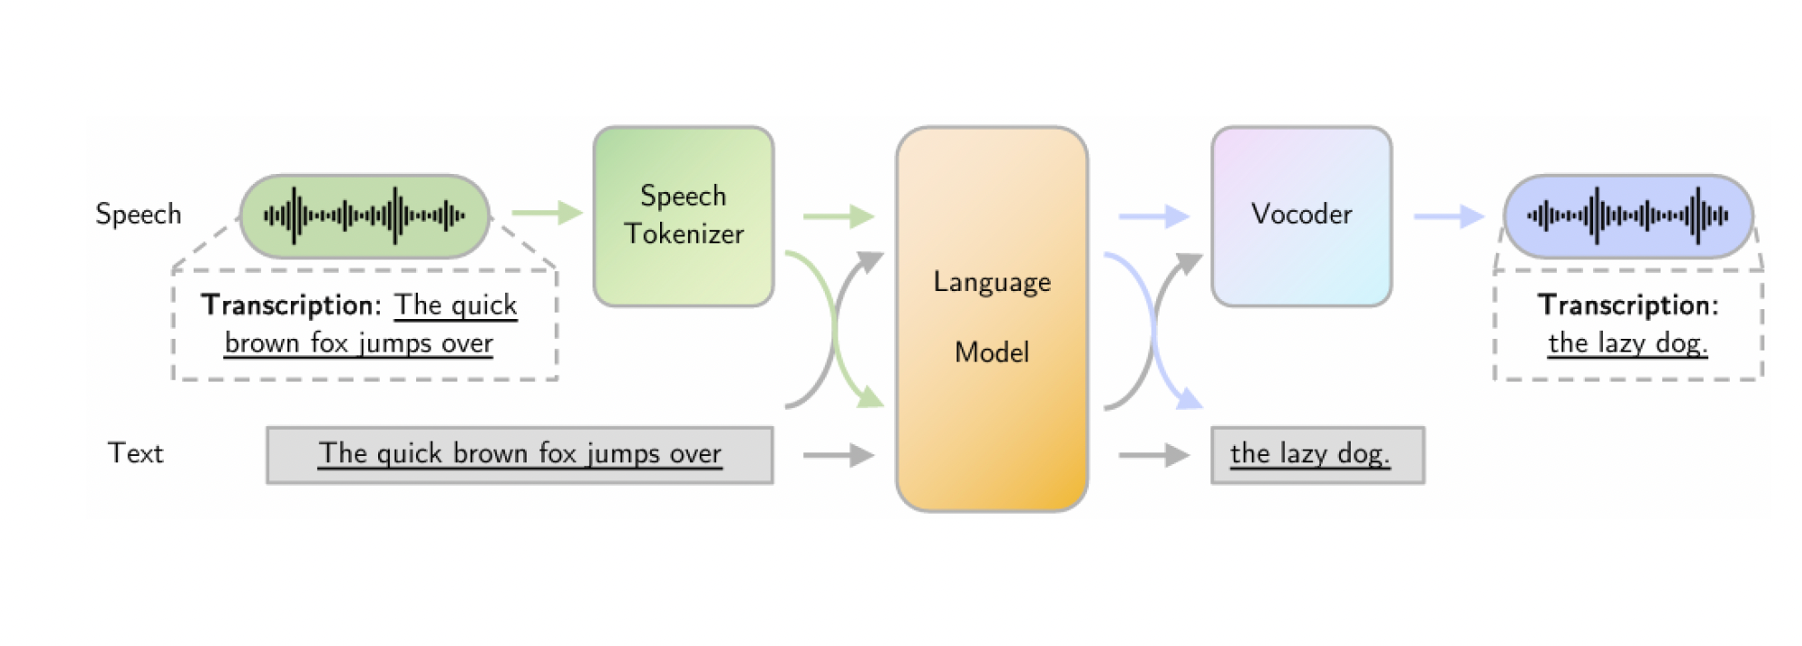 Speech
Transcription: The quick
brown fox jumps over
Speech
Tokenizer
Language
Model
Vocoder
Transcription:
the lazy dog.
Text
The quick brown fox jumps over
the lazy dog.